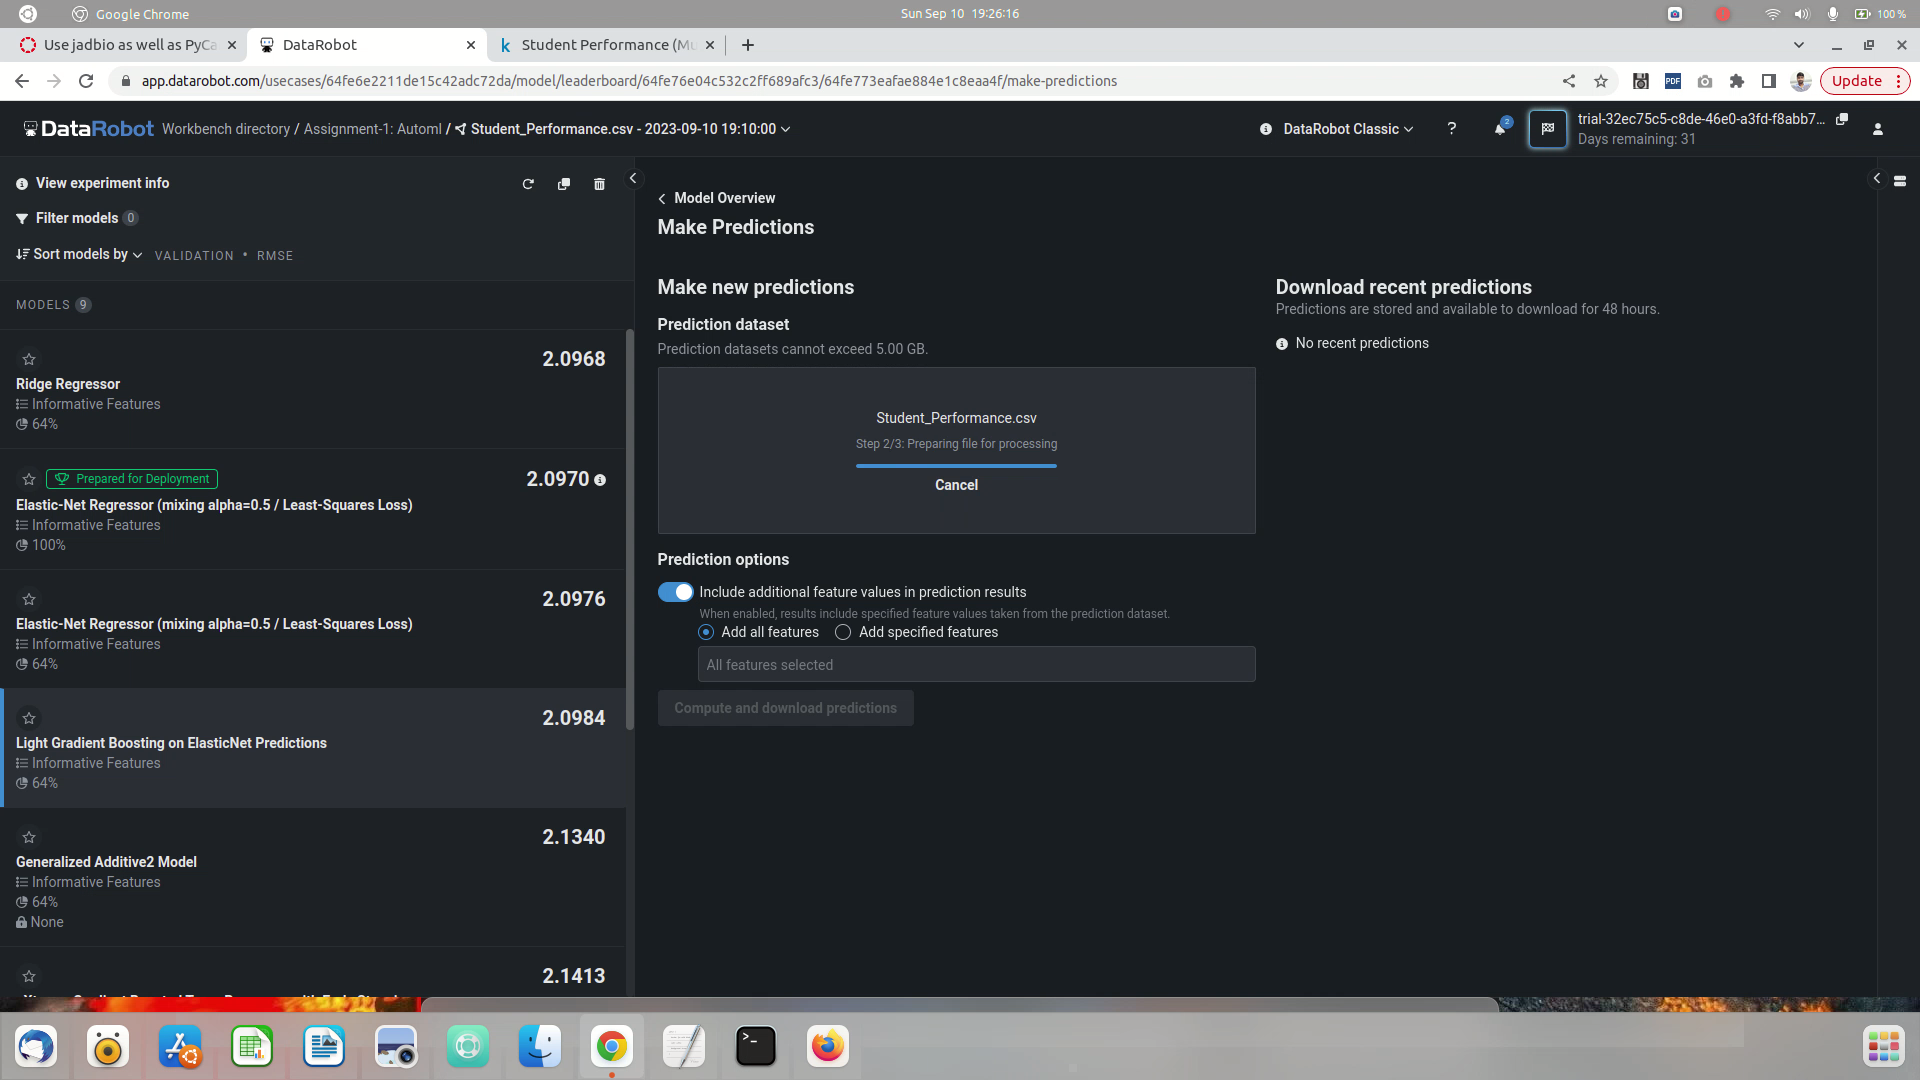 Google Chrome
Sun Sep 10 19:26:16
100 %
Use jadbio as well as PyCa
DataRobot
Student Performance (Mu
Update
app.datarobot.com/usecases/64fe6e2211de15c42adc72da/model/leaderboard/64fe76e04c532c2ff689afc3/64fe773eafae884e1c8eaa4f/make-predictions
PDF
DataRobot
Workbench directory / Assignment-1: Automl / Student_Performance.csv - 2023-09-10 19:10:00
DataRobot Classic
?
2
trial-32ec75c5-c8de-46e0-a3fd-f8abb7...
Days remaining: 31
View experiment info
Filter models 0
Sort models by
VALIDATION • RMSE
MODELS 9
2.0968
Ridge Regressor
Informative Features
64%
Prepared for Deployment
2.0970
Elastic-Net Regressor (mixing alpha=0.5 / Least-Squares Loss)
Informative Features
100%
2.0976
Elastic-Net Regressor (mixing alpha=0.5 / Least-Squares Loss)
Informative Features
64%
2.0984
Light Gradient Boosting on ElasticNet Predictions
Informative Features
64%
2.1340
Generalized Additive2 Model
Informative Features
64%
None
2.1413
Model Overview
Make Predictions
Make new predictions
Prediction dataset
Prediction datasets cannot exceed 5.00 GB.
Student_Performance.csv
Step 2/3: Preparing file for processing
Cancel
Prediction options
Include additional feature values in prediction results
When enabled, results include specified feature values taken from the prediction dataset.
Add all features
Add specified features
All features selected
Compute and download predictions
Download recent predictions
Predictions are stored and available to download for 48 hours.
No recent predictions